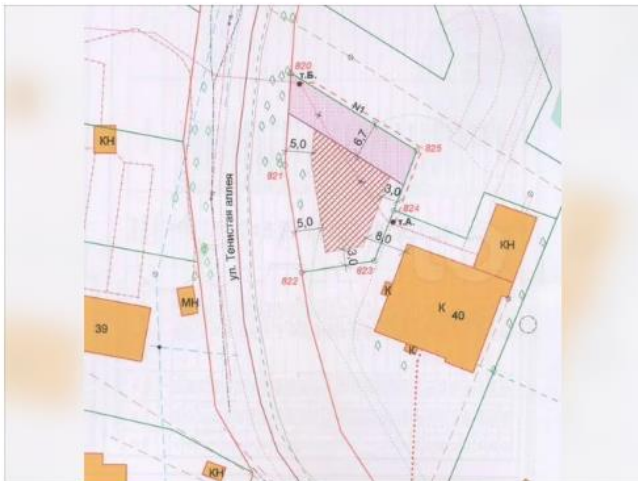 820
т.Б.
N1
6,7
825
КН
5,0
821
3,0
824
т.А.
5,0
8,0
КН
3,0
823
822
ул. Тенистая аллея
К
МН
К 40
39
К
КН